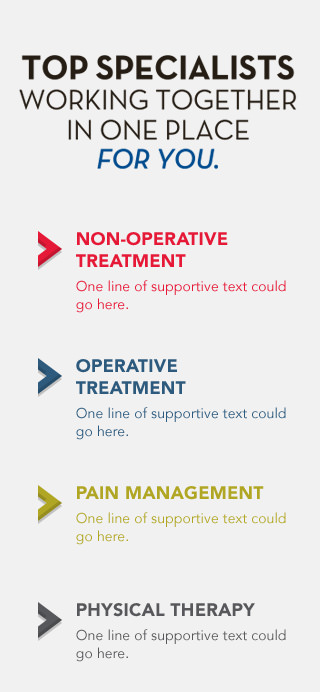 TOP SPECIALISTS
WORKING TOGETHER
IN ONE PLACE
FOR YOU.
NON-OPERATIVE
TREATMENT
One line of supportive text could
go here.
OPERATIVE
TREATMENT
One line of supportive text could
go here.
PAIN MANAGEMENT
One line of supportive text could
go here.
PHYSICAL THERAPY
One line of supportive text could
go here.